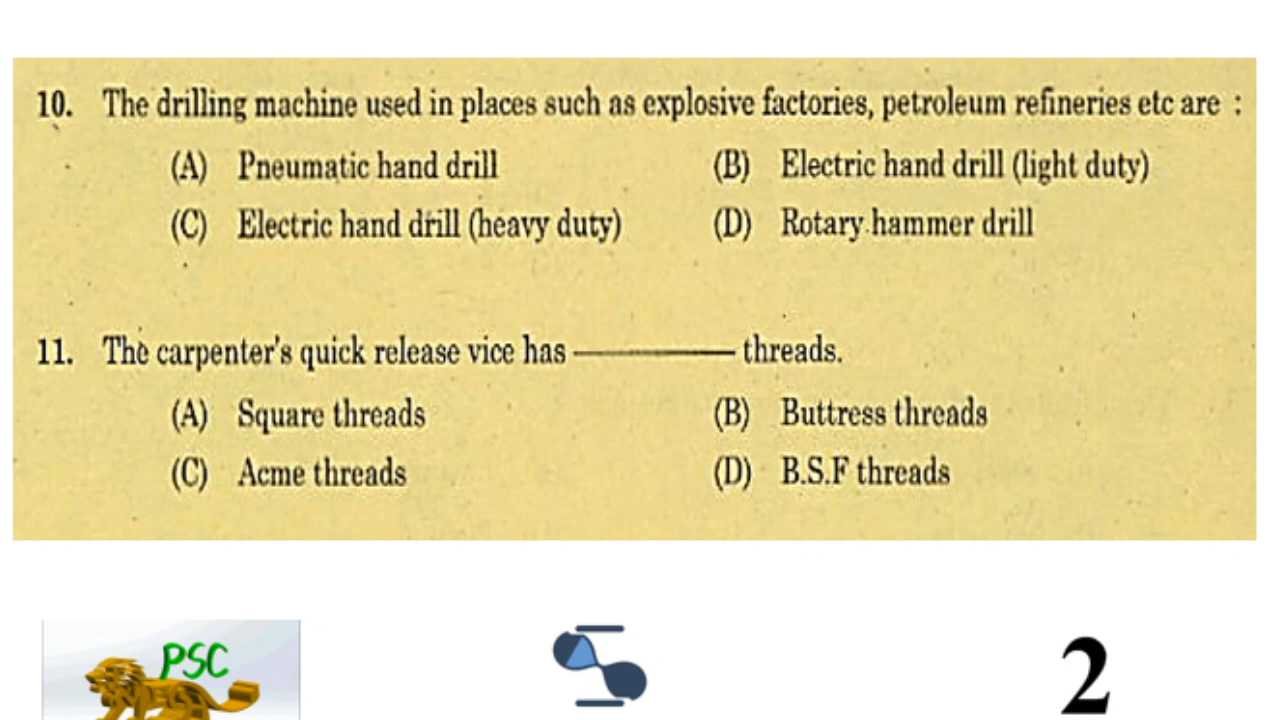 10. The drilling machine used in places such as explosive factories, petroleum refineries etc are :
(A) Pneumatic hand drill (B) Electric hand drill (light duty)
(C) Electric hand drill (heavy duty) (D) Rotary hammer drill
11. The carpenter's quick release vice has ———— threads.
(A) Square threads (B) Buttress threads
(C) Acme threads (D) B.S.F threads
PSC
2